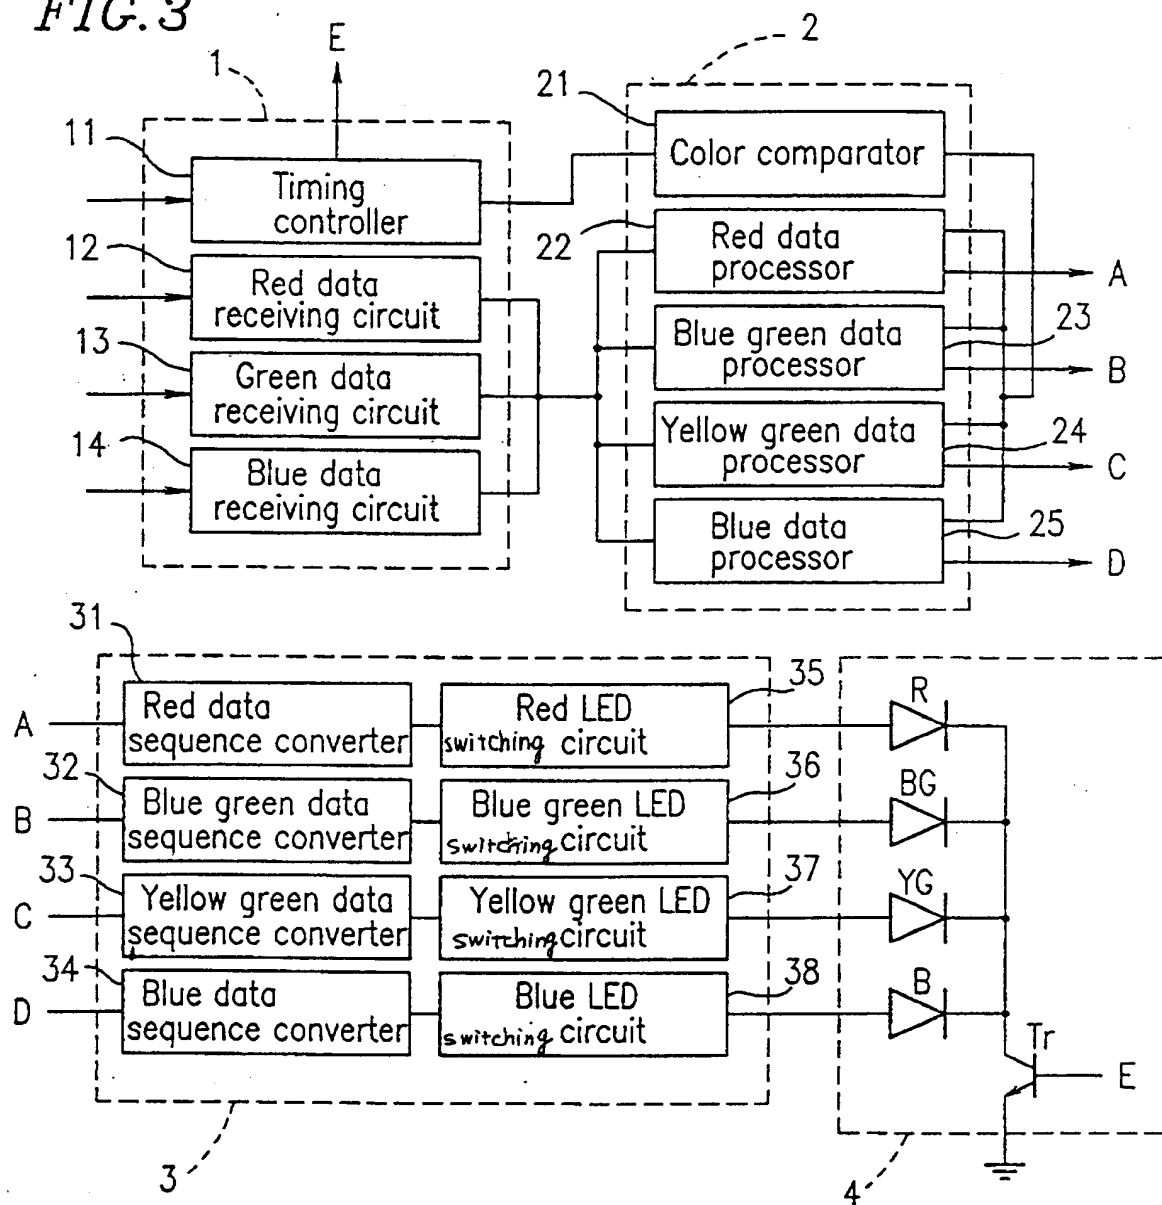 FIG. 3
E
1
2
11
Timing
controller
12
Red data
receiving circuit
13
Green data
receiving circuit
14
Blue data
receiving circuit
21
Color comparator
22
Red data
processor
A
Blue green data
processor
23
B
Yellow green data
processor
24
C
Blue data
processor
25
D
31
A
Red data
sequence converter
Red LED
switching circuit
35
R
32
B
Blue green data
sequence converter
Blue green LED
switching circuit
36
BG
33
C
Yellow green data
sequence converter
Yellow green LED
switching circuit
37
YG
34
D
Blue data
sequence converter
Blue LED
switching circuit
38
B
Tr
E
3
4